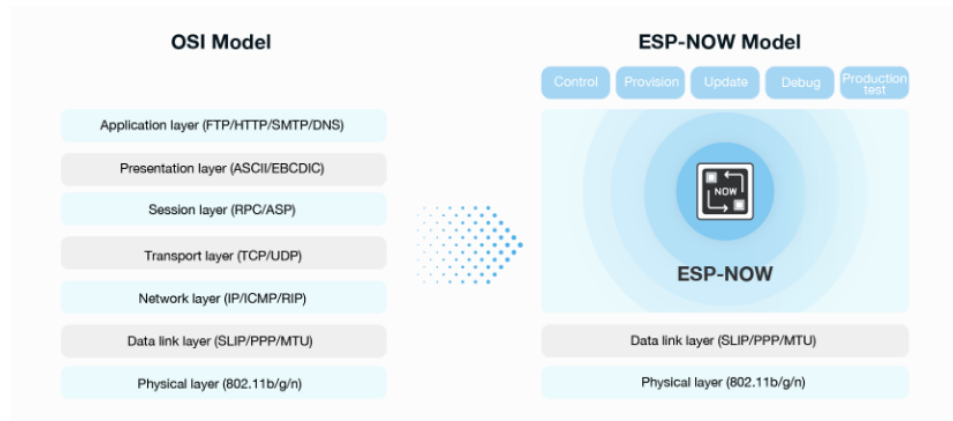 OSI Model
Application layer (FTP/HTTP/SMTP/DNS)
Presentation layer (ASCII/EBCDIC)
Session layer (RPC/ASP)
Transport layer (TCP/UDP)
Network layer (IP/ICMP/RIP)
Data link layer (SLIP/PPP/MTU)
Physical layer (802.11b/g/n)
ESP-NOW Model
Control
Provision
Update
Debug
Production
test
NOW
ESP-NOW
Data link layer (SLIP/PPP/MTU)
Physical layer (802.11b/g/n)